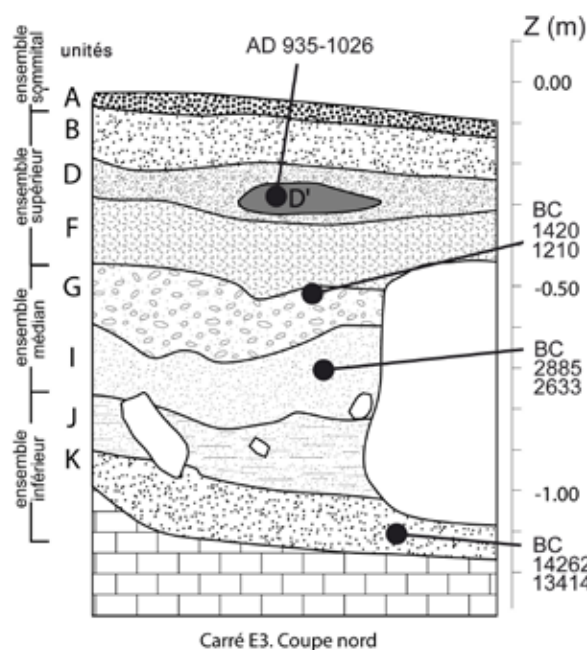 Z (m)
AD 935-1026
unités
ensemble
sommital
0.00
A
B
ensemble
supérieur
D
D'
F
BC
1420
1210
-0.50
G
ensemble
médian
I
BC
2885
2633
J
ensemble
inférieur
K
-1.00
BC
14262
13414
Carré E3. Coupe nord